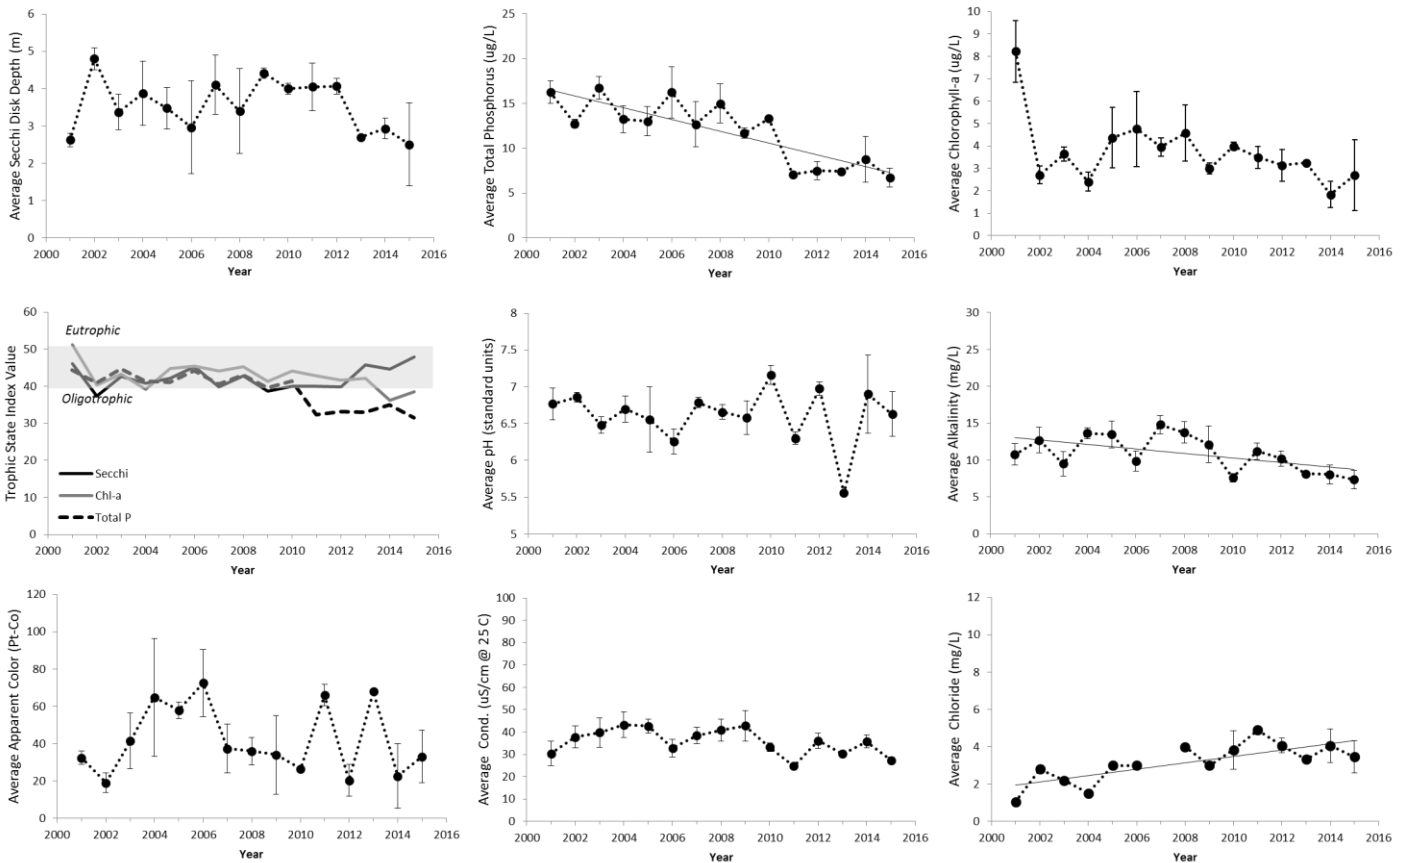 Average Secchi Disk Depth (m)
6
5
4
3
2
1
0
2000 2002 2004 2006 2008 2010 2012 2014 2016
Year
Average Total Phosphorus (ug/L)
25
20
15
10
5
0
2000 2002 2004 2006 2008 2010 2012 2014 2016
Year
Average Chlorophyll-a (ug/L)
10
9
8
7
6
5
4
3
2
1
0
2000 2002 2004 2006 2008 2010 2012 2014 2016
Year
Trophic State Index Value
60
50
40
30
20
10
0
Eutrophic
Oligotrophic
Secchi
Chl-a
Total P
2000 2002 2004 2006 2008 2010 2012 2014 2016
Year
Average pH (standard units)
8
7.5
7
6.5
6
5.5
5
2000 2002 2004 2006 2008 2010 2012 2014 2016
Year
Average Alkalinity (mg/L)
30
25
20
15
10
5
0
2000 2002 2004 2006 2008 2010 2012 2014 2016
Year
Average Apparent Color (Pt-Co)
120
100
80
60
40
20
0
2000 2002 2004 2006 2008 2010 2012 2014 2016
Year
Average Cond. (uS/cm @ 25 C)
100
90
80
70
60
50
40
30
20
10
0
2000 2002 2004 2006 2008 2010 2012 2014 2016
Year
Average Chloride (mg/L)
12
10
8
6
4
2
0
2000 2002 2004 2006 2008 2010 2012 2014 2016
Year